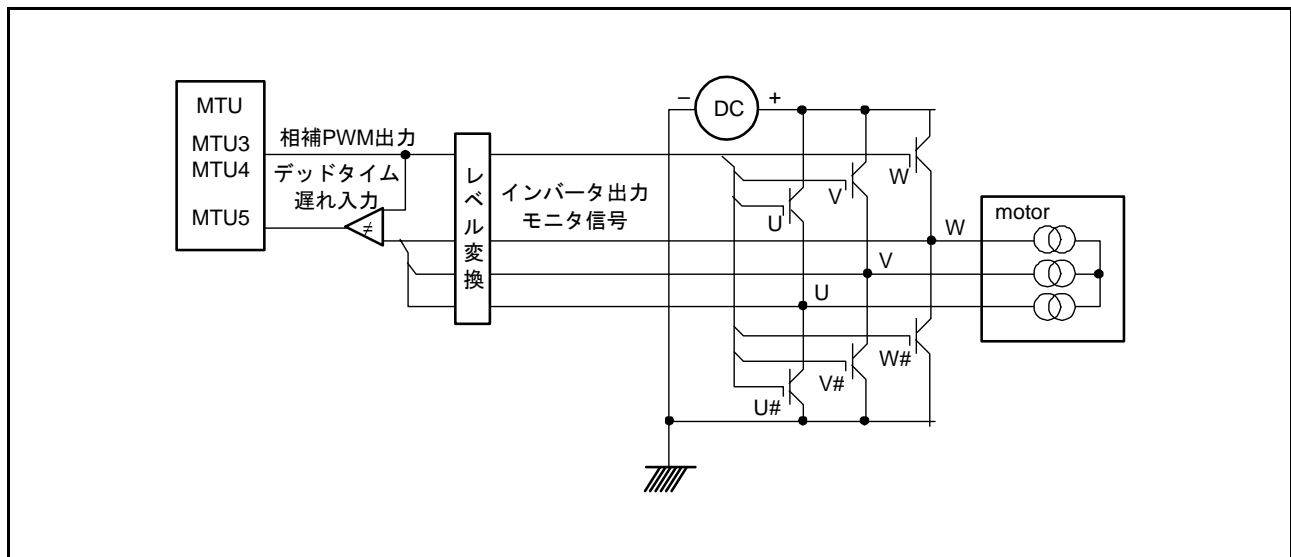 MTU
MTU3
MTU4
MTU5
相補PWM出力
デッドタイム
遅れ入力
≠
レベル変換
インバータ出力
モニタ信号
− DC +
W
V
U
W
V
U
W#
V#
U#
motor